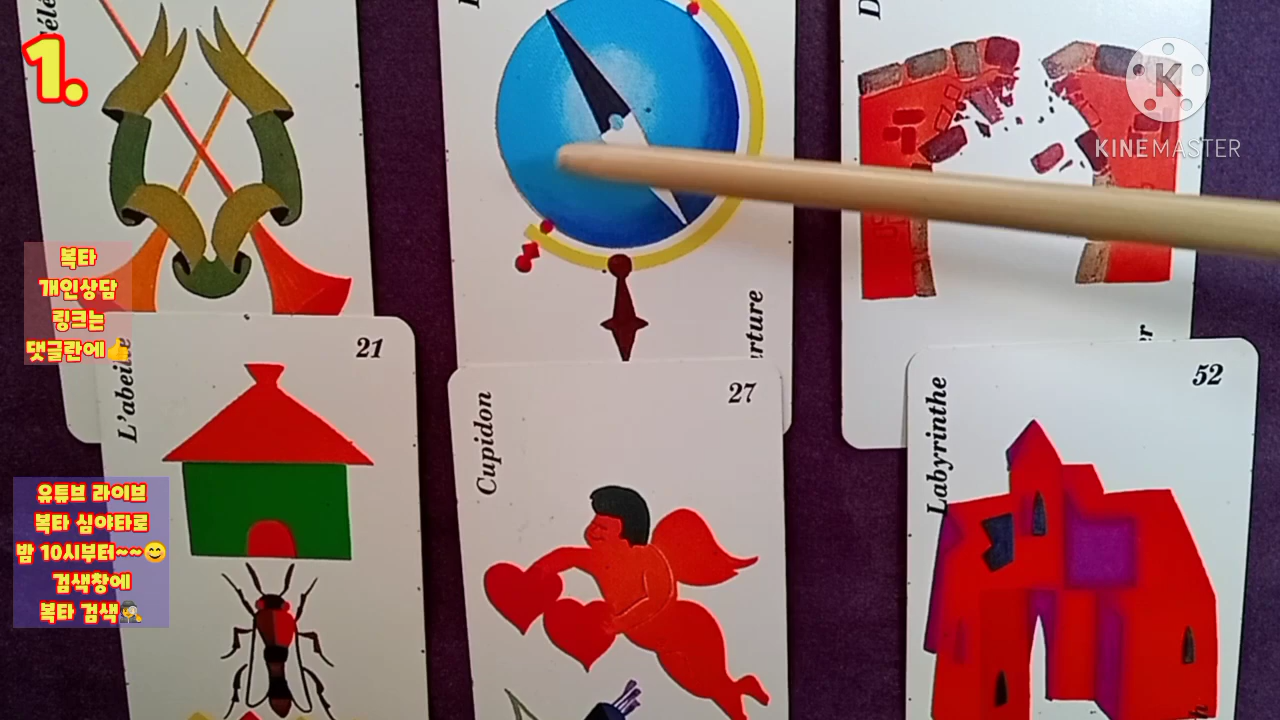 1.
KINEMASTER
복타
개인상담
링크는
댓글란에👍
21
L'abeille
Cupidon
27
Labyrinthe
52
유튜브 라이브
복타 심야타로
밤 10시부터~~😊
검색창에
복타 검색🕵️